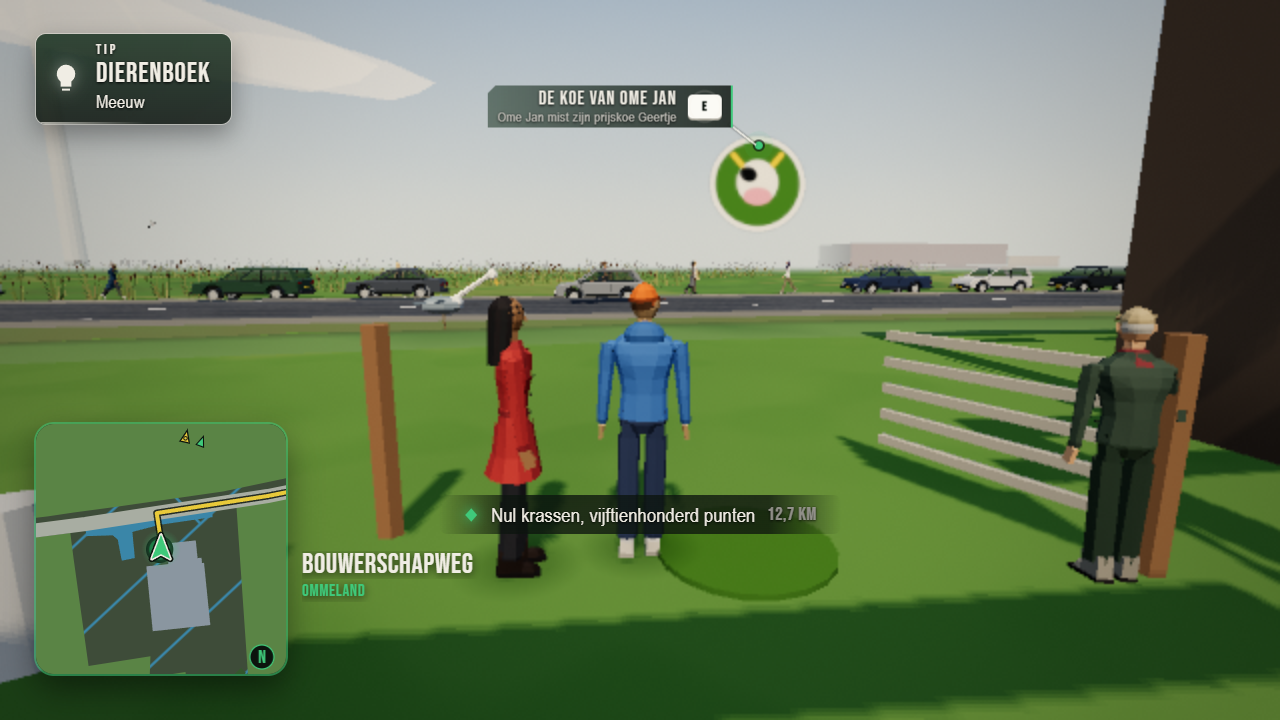 TIP
DIERENBOEK
Meeuw
DE KOE VAN OME JAN
Ome Jan mist zijn prijskoe Geertje
E
Nul krassen, vijftienhonderd punten 12,7 KM
BOUWERSCHAPWEG
OMMELAND
N